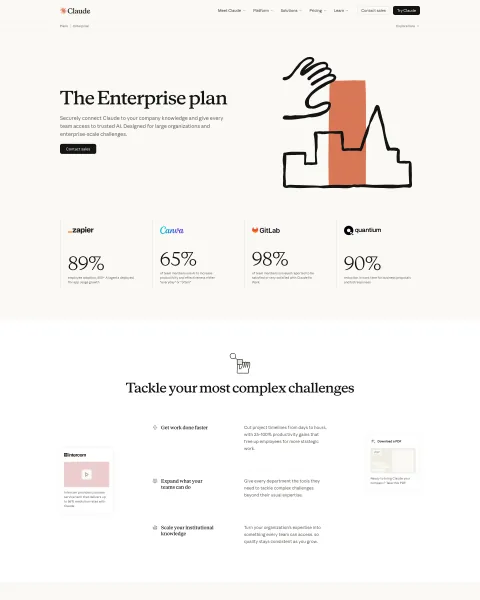 Claude
Meet Claude
Platform
Solutions
Pricing
Learn
Contact sales
Try Claude
Plans / Enterprise
The Enterprise plan
Securely connect Claude to your company knowledge and give every
team access to trusted AI. Designed for large organizations and
enterprise-scale challenges.
Contact sales
zapier
Canva
GitLab
quantium
89%
65%
98%
90%
Tackle your most complex challenges
Get work done faster
Cut project timelines from days to hours,
with 25-100% productivity gains that
free up employees for more strategic
work.
Intercom
Download a PDF
Expand what your
teams can do
Give every department the tools they
need to tackle complex challenges
beyond their usual expertise.
Scale your institutional
knowledge
Turn your organization's expertise into
something every team can access, so
quality stays consistent as you grow.